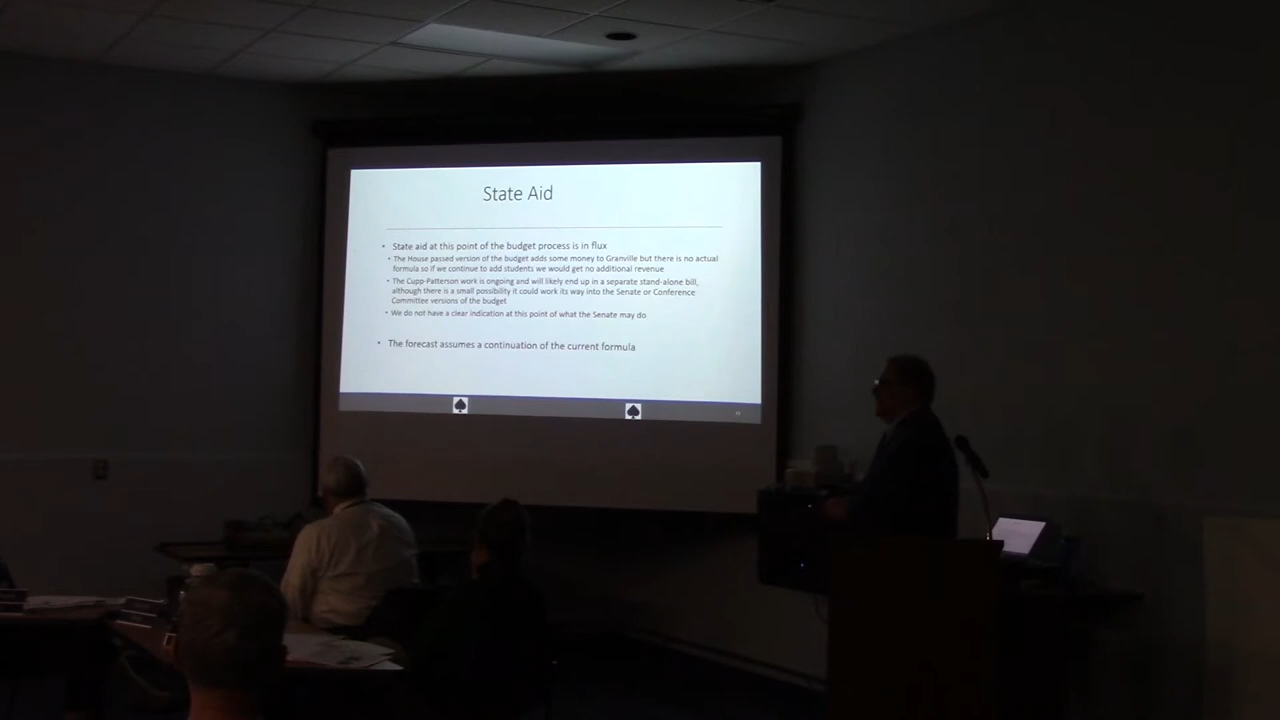 State Aid
• State aid at this point of the budget process is in flux
• The House passed version of the budget adds some money to Granville but there is no actual
formula so if we continue to add students we would get no additional revenue
• The Cupp-Patterson work is ongoing and will likely end up in a separate stand-alone bill,
although there is a small possibility it could work its way into the Senate or Conference
Committee versions of the budget
• We do not have a clear indication at this point of what the Senate may do
• The forecast assumes a continuation of the current formula